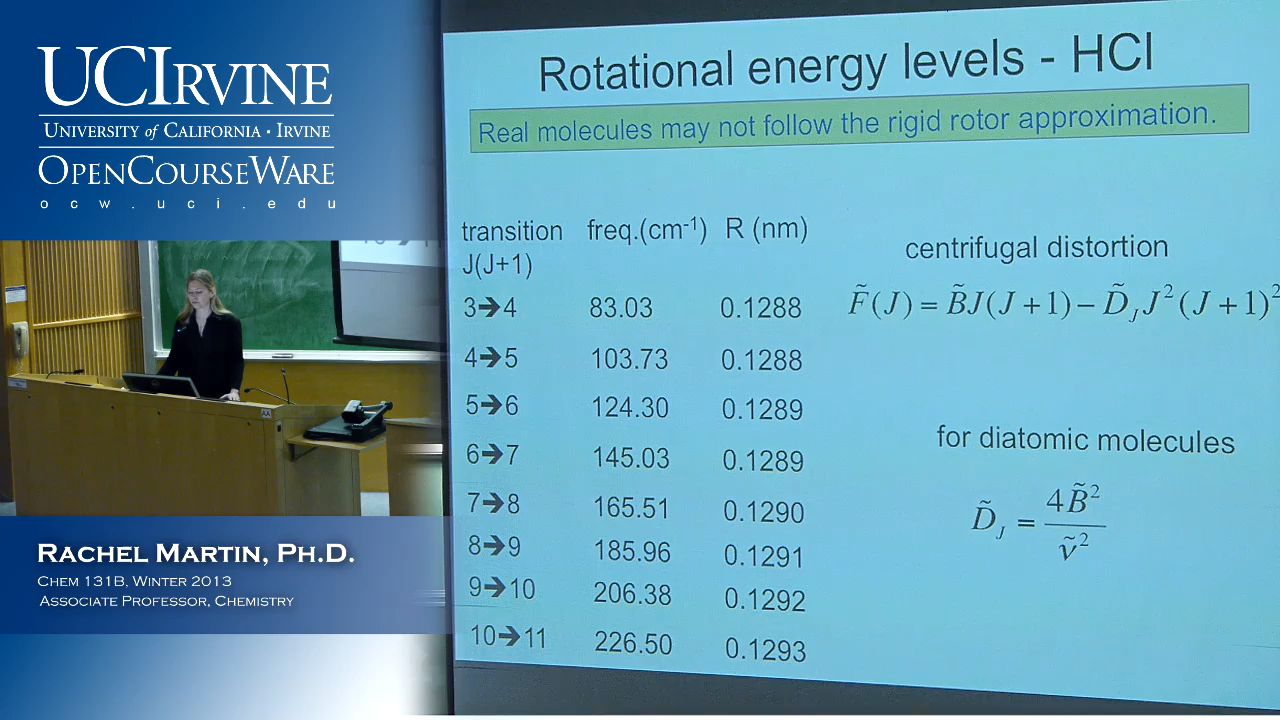 UCIRVINE
UNIVERSITY of CALIFORNIA · IRVINE
OPENCOURSEWARE
ocw.uci.edu
RACHEL MARTIN, PH.D.
CHEM 131B, WINTER 2013
ASSOCIATE PROFESSOR, CHEMISTRY
Rotational energy levels - HCl
Real molecules may not follow the rigid rotor approximation.
transition freq.(cm⁻¹) R (nm)
J(J+1)
3➔4 83.03 0.1288
4➔5 103.73 0.1288
5➔6 124.30 0.1289
6➔7 145.03 0.1289
7➔8 165.51 0.1290
8➔9 185.96 0.1291
9➔10 206.38 0.1292
10➔11 226.50 0.1293
centrifugal distortion
F̃(J) = B̃J(J+1) − D̃_J J²(J+1)²
for diatomic molecules
D̃_J = 4B̃² / ṽ²